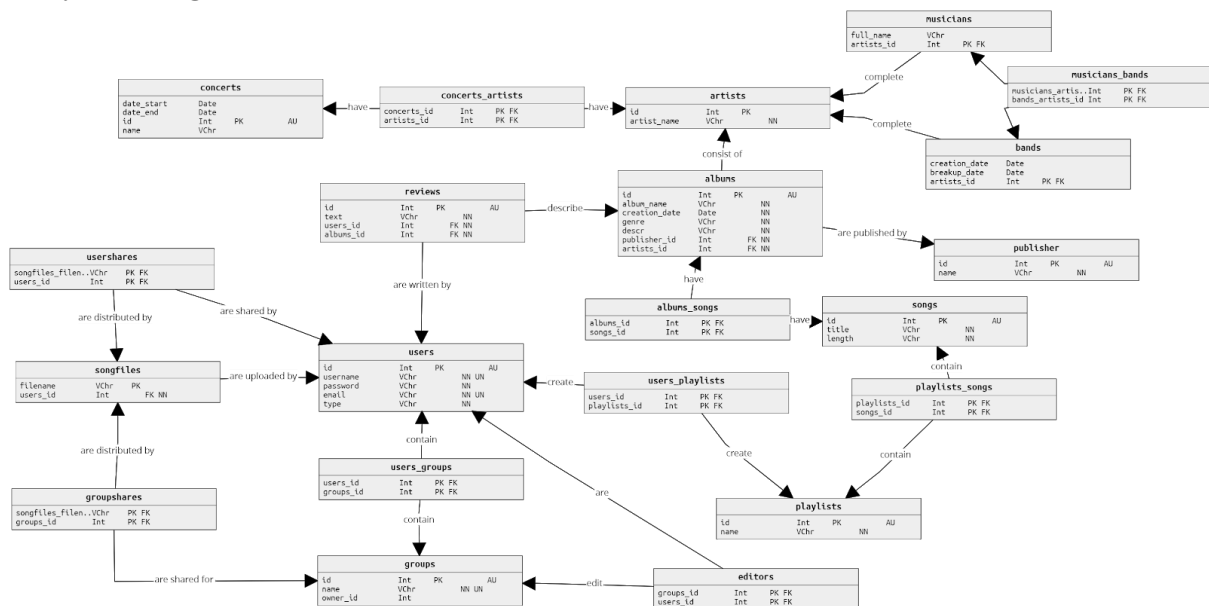 musicians
full_name VChr
artists_id Int PK FK
complete
musicians_bands
musicians_artis..Int PK FK
bands_artists_id Int PK FK
concerts
date_start Date
date_end Date
id Int PK AU
name VChr
have
concerts_artists
concerts_id Int PK FK
artists_id Int PK FK
have
artists
id Int PK
artist_name VChr NN
complete
bands
creation_date Date
breakup_date Date
artists_id Int PK FK
consist of
albums
id Int PK AU
album_name VChr NN
creation_date Date NN
genre VChr NN
descr VChr NN
publisher_id Int FK NN
artists_id Int FK NN
reviews
id Int PK AU
text VChr NN
users_id Int FK NN
albums_id Int FK NN
describe
are published by
publisher
id Int PK AU
name VChr NN
usershares
songfiles_filen..VChr PK FK
users_id Int PK FK
are written by
have
are distributed by
are shared by
albums_songs
albums_id Int PK FK
songs_id Int PK FK
have
songs
id Int PK AU
title VChr NN
length VChr NN
users
id Int PK AU
username VChr NN UN
password VChr NN
email VChr NN UN
type VChr NN
songfiles
filename VChr PK
users_id Int FK NN
are uploaded by
create
users_playlists
users_id Int PK FK
playlists_id Int PK FK
contain
playlist_songs
playlists_id Int PK FK
songs_id Int PK FK
contain
are distributed by
users_groups
users_id Int PK FK
groups_id Int PK FK
create
contain
are
groupshares
songfiles_filen..VChr PK FK
groups_id Int PK FK
contain
playlists
id Int PK AU
name VChr NN
are shared for
groups
id Int PK AU
name VChr NN UN
owner_id Int
edit
editors
groups_id Int PK FK
users_id Int PK FK